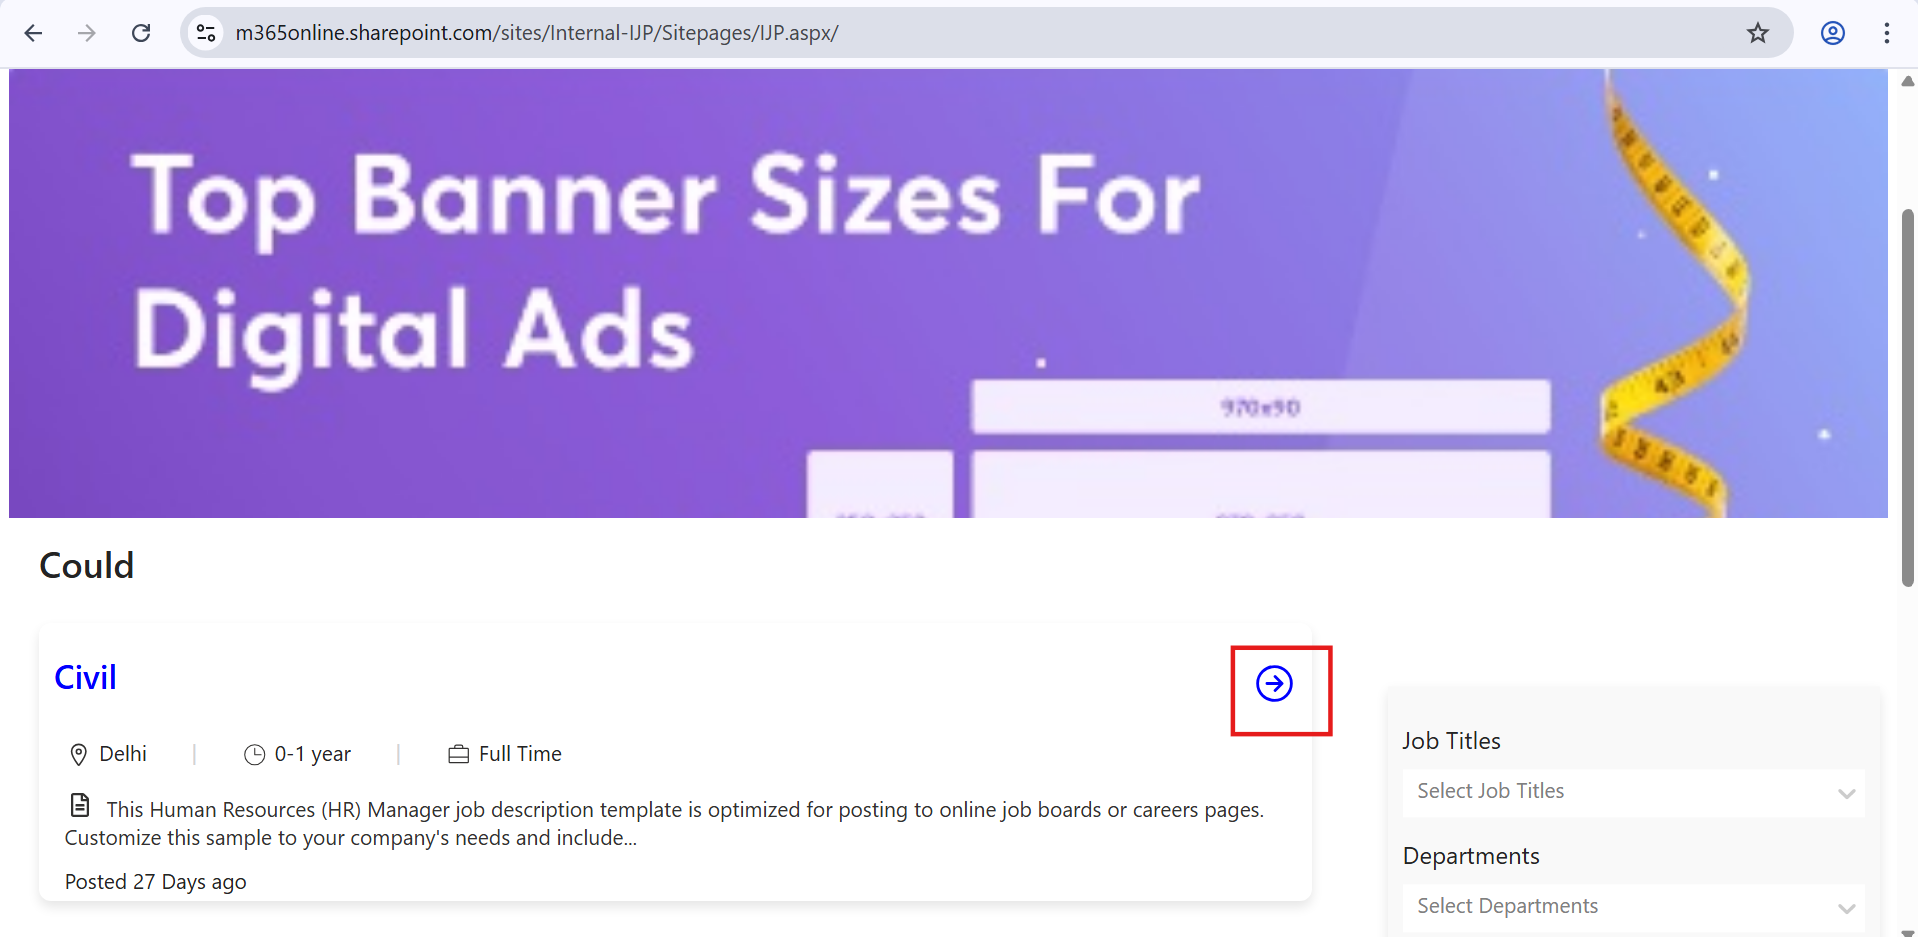 m365online.sharepoint.com/sites/Internal-IJP/Sitepages/IJP.aspx/
Top Banner Sizes For
Digital Ads
970x90
Could
Civil
Delhi | 0-1 year | Full Time
This Human Resources (HR) Manager job description template is optimized for posting to online job boards or careers pages.
Customize this sample to your company's needs and include...
Posted 27 Days ago
Job Titles
Select Job Titles
Departments
Select Departments